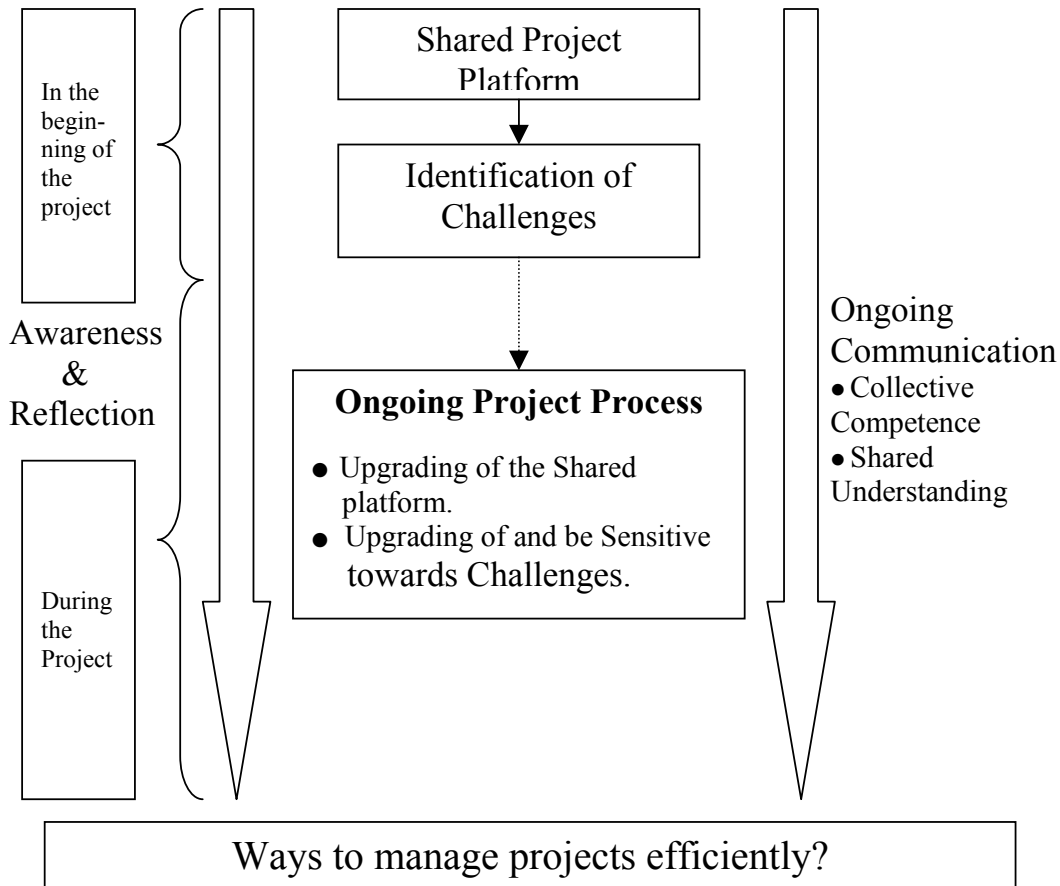 Shared Project
Platform
In the
begin-
ning of
the
project
Identification of
Challenges
Awareness
&
Reflection
Ongoing
Communication
● Collective
Competence
● Shared
Understanding
Ongoing Project Process
● Upgrading of the Shared
platform.
● Upgrading of and be Sensitive
towards Challenges.
During
the
Project
Ways to manage projects efficiently?